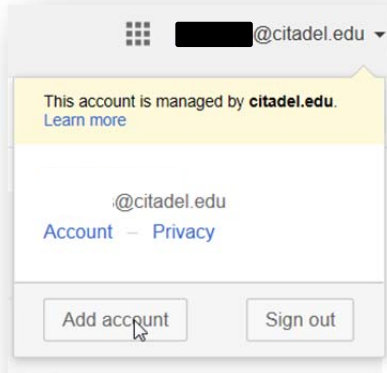 @citadel.edu
This account is managed by citadel.edu.
Learn more
@citadel.edu
Account – Privacy
Add account
Sign out